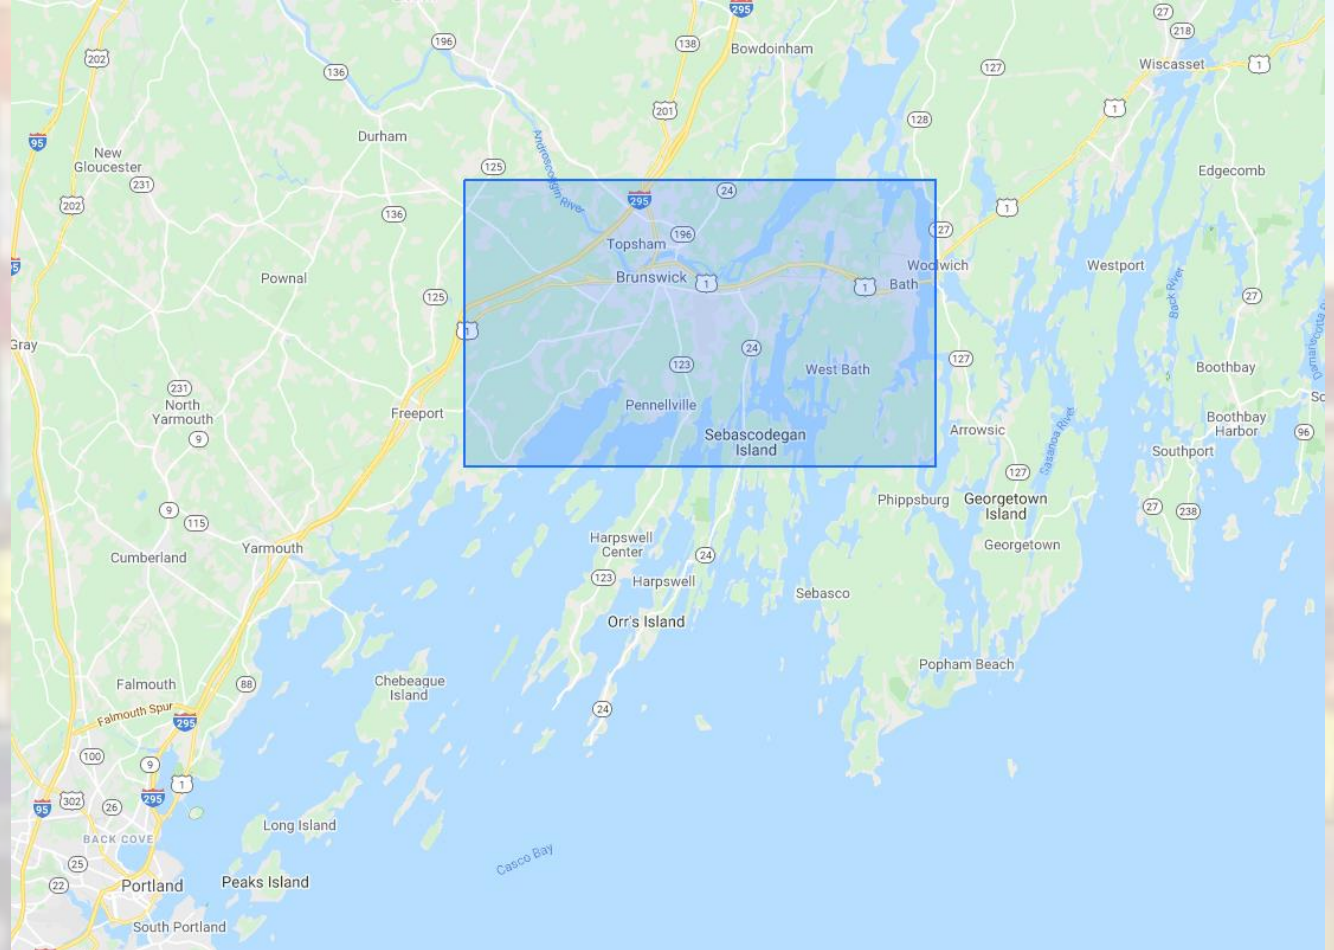 295
27
196
138
Bowdoinham
218
202
Wiscasset
1
127
136
201
1
128
Durham
95
New
Gloucester
125
Androscoggin River
Edgecomb
231
24
295
202
136
1
127
196
Topsham
Woolwich
Westport
Pownal
Brunswick
1
1
Bath
Back River
125
27
1
Gray
24
127
123
West Bath
Boothbay
231
North
Yarmouth
Freeport
Pennellville
Boothbay
Harbor
9
Sebascodegan
Island
Arrowsic
Sasanoa River
96
Southport
127
Phippsburg
Georgetown
Island
27
238
9
115
Harpswell
Center
Georgetown
Cumberland
Yarmouth
24
123
Harpswell
Sebasco
Orr's Island
Popham Beach
Falmouth
88
Chebeague
Island
Falmouth Spur
295
24
100
9
1
95
302
26
295
Long Island
BACK COVE
25
Casco Bay
22
Portland
Peaks Island
South Portland